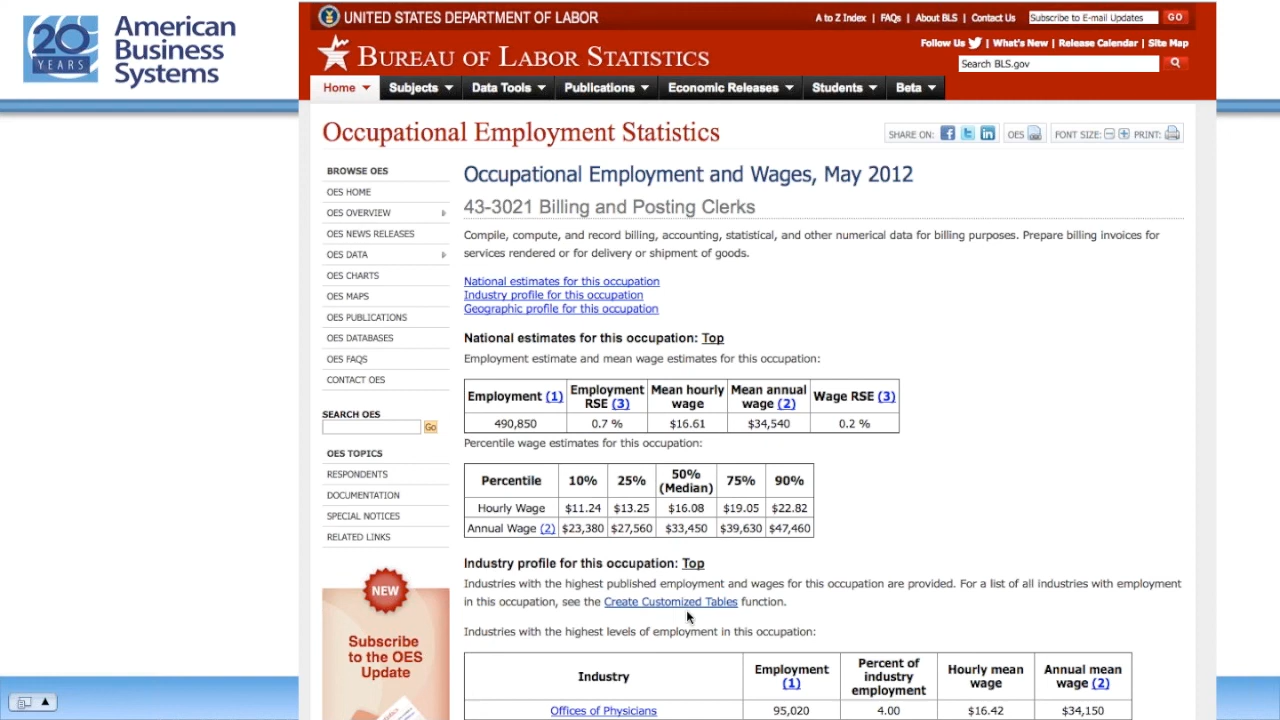 20
YEARS
American
Business
Systems
UNITED STATES DEPARTMENT OF LABOR
A to Z Index | FAQs | About BLS | Contact Us
Subscribe to E-mail Updates
GO
Follow Us | What's New | Release Calendar | Site Map
BUREAU OF LABOR STATISTICS
Search BLS.gov
Home Subjects Data Tools Publications Economic Releases Students Beta
Occupational Employment Statistics
SHARE ON:
OES
FONT SIZE: PRINT:
BROWSE OES
OES HOME
OES OVERVIEW
OES NEWS RELEASES
OES DATA
OES CHARTS
OES MAPS
OES PUBLICATIONS
OES DATABASES
OES FAQS
CONTACT OES
SEARCH OES
Go
OES TOPICS
RESPONDENTS
DOCUMENTATION
SPECIAL NOTICES
RELATED LINKS
NEW
Subscribe
to the OES
Update
Occupational Employment and Wages, May 2012
43-3021 Billing and Posting Clerks
Compile, compute, and record billing, accounting, statistical, and other numerical data for billing purposes. Prepare billing invoices for
services rendered or for delivery or shipment of goods.
National estimates for this occupation
Industry profile for this occupation
Geographic profile for this occupation
National estimates for this occupation: Top
Employment estimate and mean wage estimates for this occupation:
Employment (1) Employment RSE (3) Mean hourly wage Mean annual wage (2) Wage RSE (3)
490,850 0.7 % $16.61 $34,540 0.2 %
Percentile wage estimates for this occupation:
Percentile 10% 25% 50% (Median) 75% 90%
Hourly Wage $11.24 $13.25 $16.08 $19.05 $22.82
Annual Wage (2) $23,380 $27,560 $33,450 $39,630 $47,460
Industry profile for this occupation: Top
Industries with the highest published employment and wages for this occupation are provided. For a list of all industries with employment
in this occupation, see the Create Customized Tables function.
Industries with the highest levels of employment in this occupation:
Industry Employment (1) Percent of industry employment Hourly mean wage Annual mean wage (2)
Offices of Physicians 95,020 4.00 $16.42 $34,150